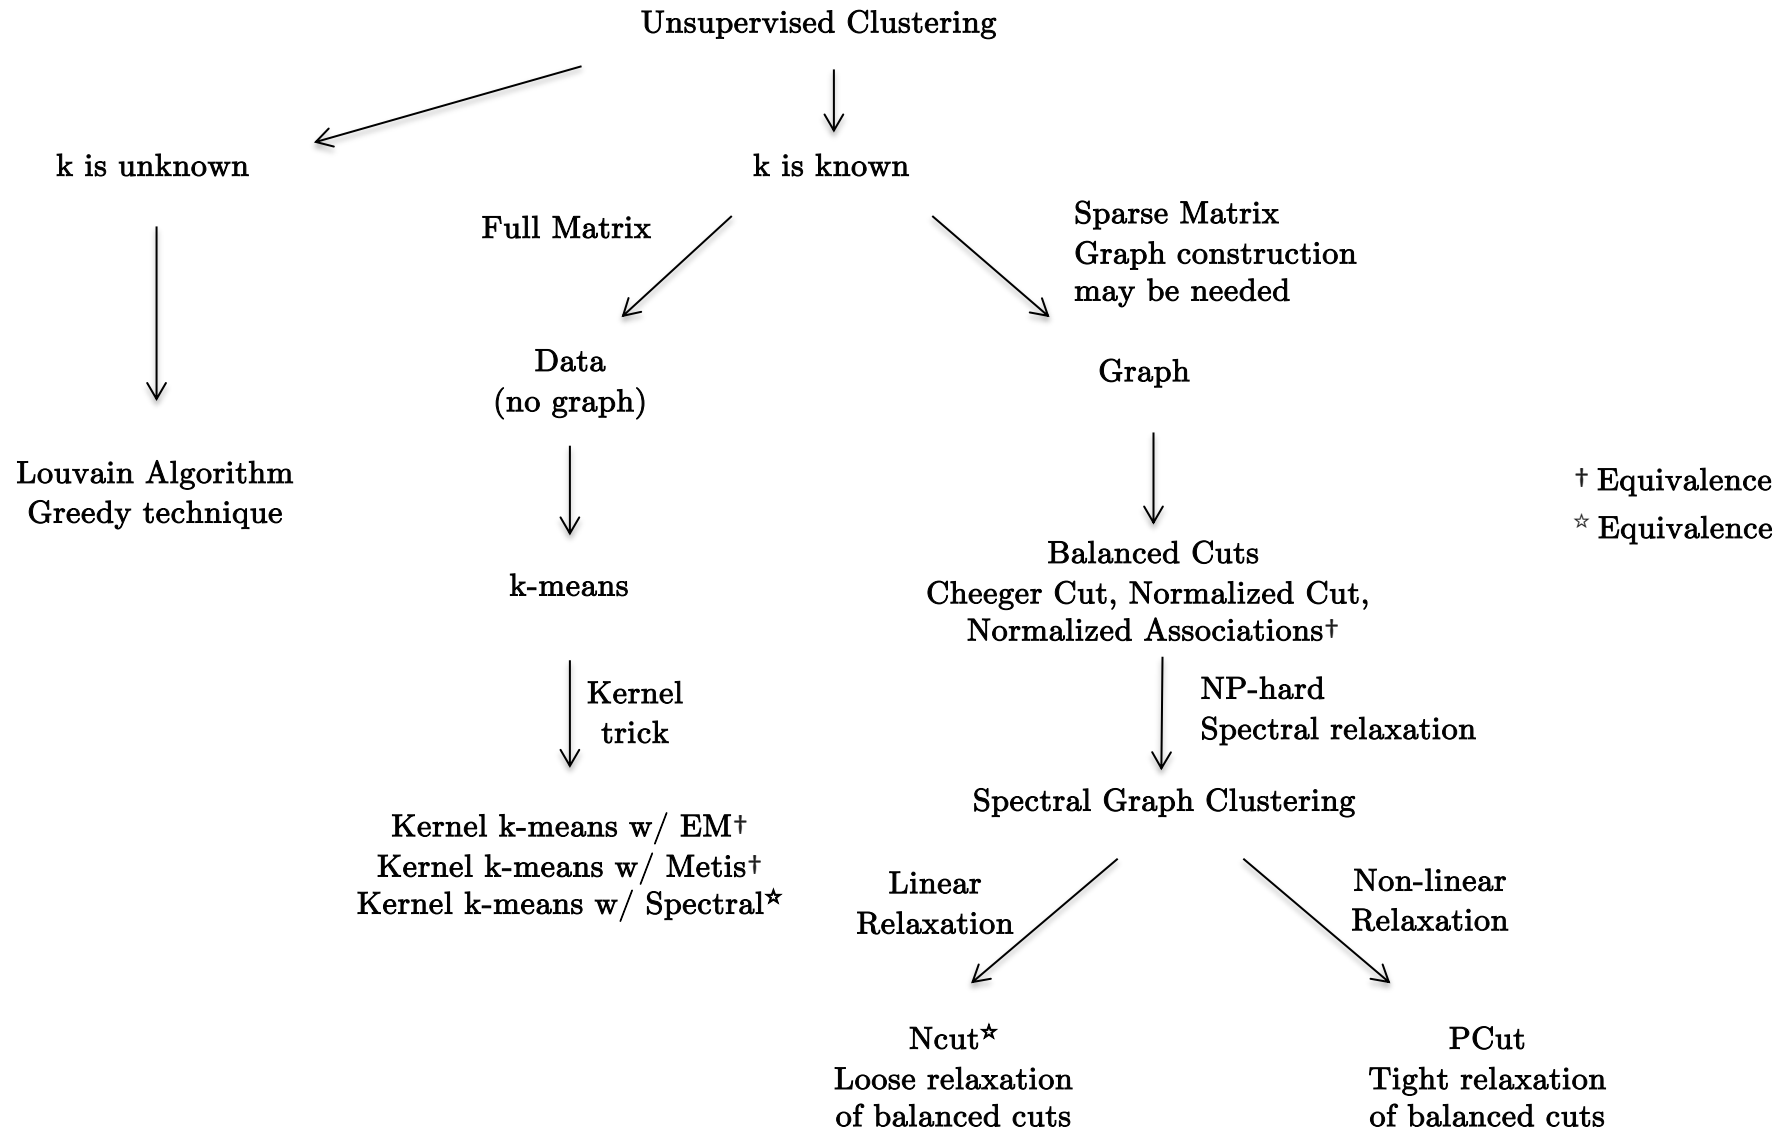 Unsupervised Clustering
k is unknown
k is known
Full Matrix
Sparse Matrix
Graph construction
may be needed
Data
(no graph)
Graph
Louvain Algorithm
Greedy technique
† Equivalence
☆ Equivalence
k-means
Balanced Cuts
Cheeger Cut, Normalized Cut,
Normalized Associations†
Kernel
trick
NP-hard
Spectral relaxation
Kernel k-means w/ EM†
Kernel k-means w/ Metis†
Kernel k-means w/ Spectral☆
Spectral Graph Clustering
Linear
Relaxation
Non-linear
Relaxation
Ncut☆
Loose relaxation
of balanced cuts
PCut
Tight relaxation
of balanced cuts